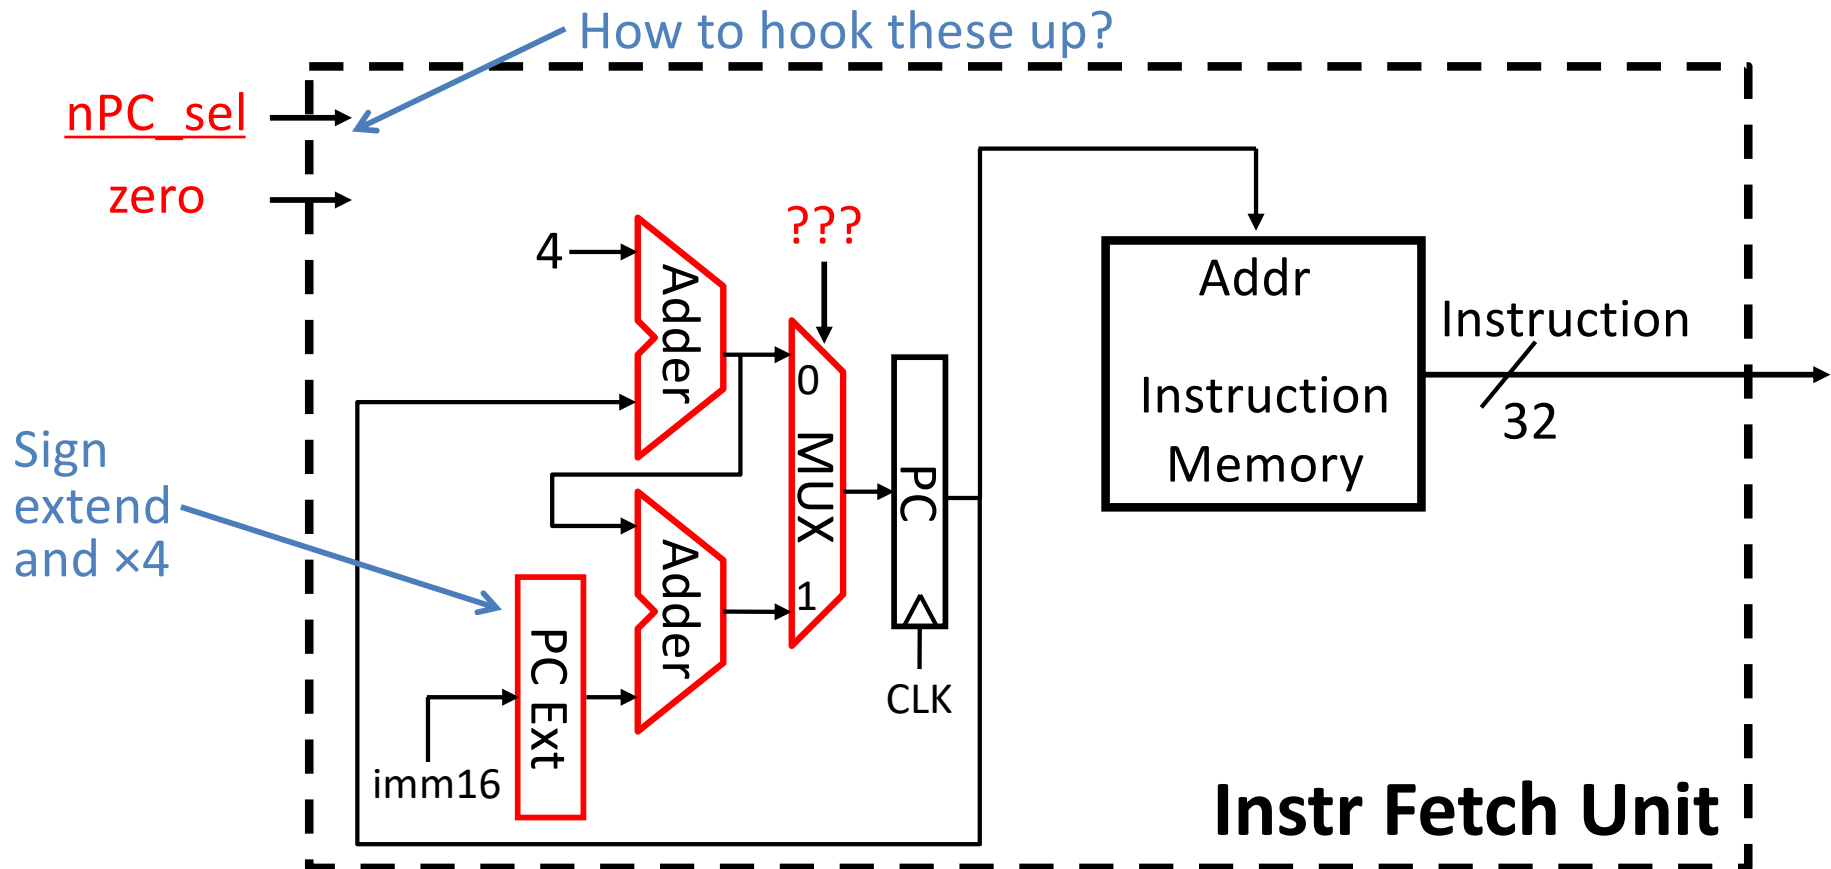 How to hook these up?
nPC_sel
zero
???
4
Adder
0
MUX
1
Adder
PC
CLK
Addr
Instruction
Memory
Instruction
32
Sign
extend
and ×4
PC Ext
imm16
Instr Fetch Unit